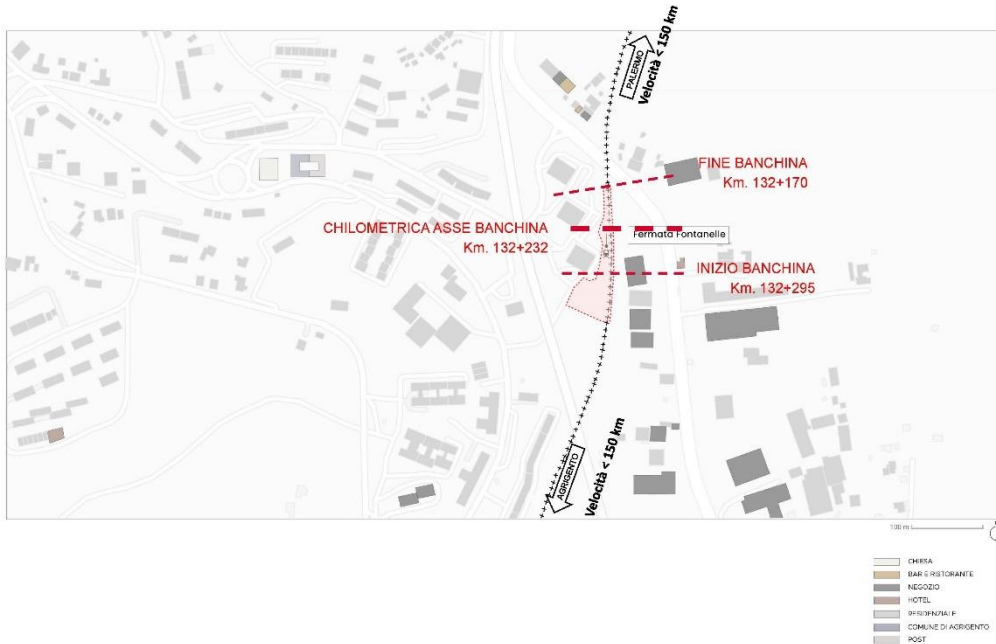 PALERMO
Velocità < 150 km
FINE BANCHINA
Km. 132+170
CHILOMETRICA ASSE BANCHINA
Km. 132+232
Fermata Fontanelle
INIZIO BANCHINA
Km. 132+295
AGRIGENTO
Velocità < 150 km
100 m
CHIESA
BAR E RISTORANTE
NEGOZIO
HOTEL
RESIDENZIALE
COMUNE DI AGRIGENTO
POST